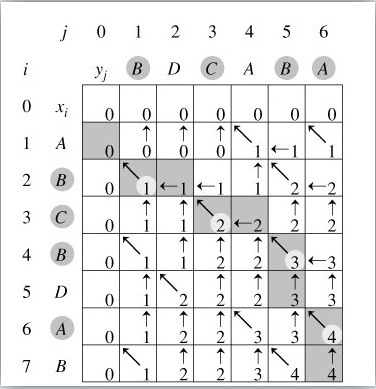 j 0 1 2 3 4 5 6
i y_j B D C A B A
0 x_i 0 0 0 0 0 0 0
1 A 0 ↑0 ↑0 ↑0 ↖1 ←1 ↖1
2 B 0 ↖1 ←1 ←1 ↑1 ↖2 ←2
3 C 0 ↑1 ↑1 ↖2 ←2 ↑2 ↑2
4 B 0 ↖1 ↑1 ↑2 ↑2 ↖3 ←3
5 D 0 ↑1 ↖2 ↑2 ↑2 ↑3 ↑3
6 A 0 ↑1 ↑2 ↑2 ↖3 ↑3 ↖4
7 B 0 ↖1 ↑2 ↑2 ↑3 ↖4 ↑4